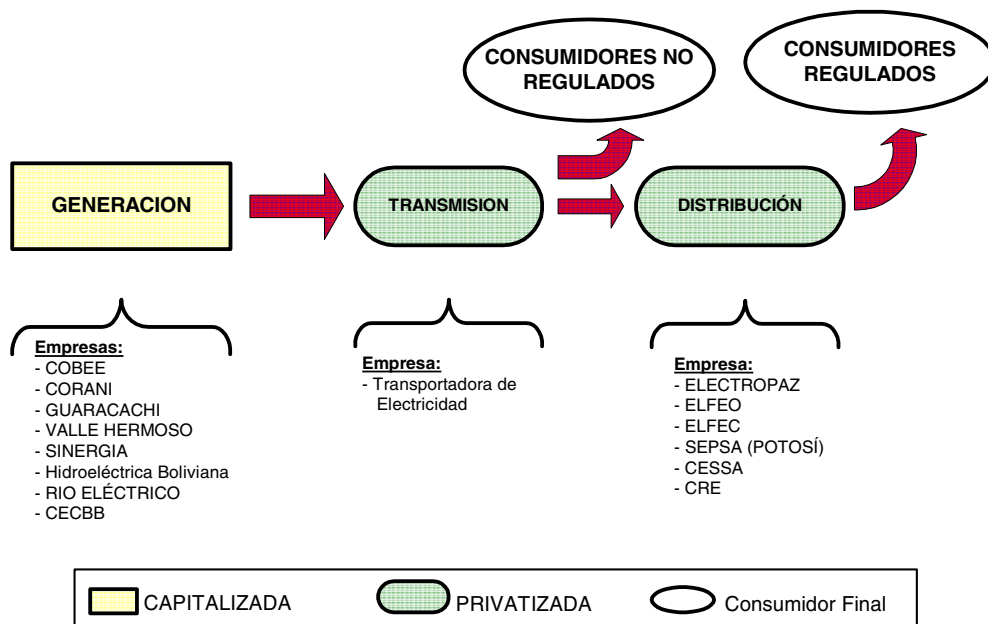 CONSUMIDORES NO
REGULADOS
CONSUMIDORES
REGULADOS
GENERACION
TRANSMISION
DISTRIBUCIÓN
Empresas:
- COBEE
- CORANI
- GUARACACHI
- VALLE HERMOSO
- SINERGIA
- Hidroeléctrica Boliviana
- RIO ELÉCTRICO
- CECBB
Empresa:
- Transportadora de
Electricidad
Empresa:
- ELECTROPAZ
- ELFEO
- ELFEC
- SEPSA (POTOSÍ)
- CESSA
- CRE
CAPITALIZADA
PRIVATIZADA
Consumidor Final